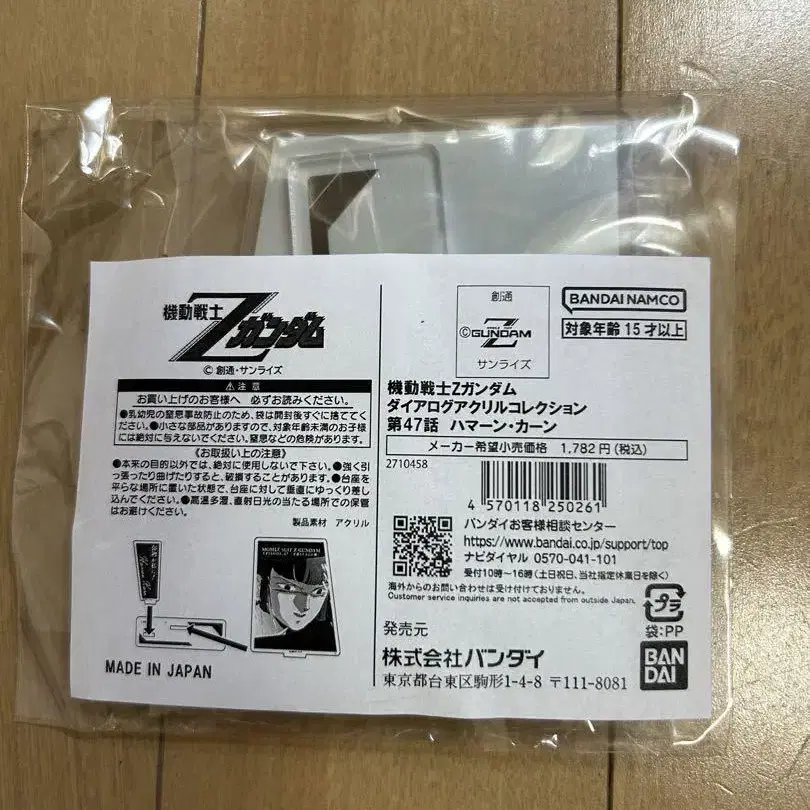 機動戦士
Z
ガンダム
© 創通・サンライズ
⚠ 注 意
お買い上げのお客様へ 必ずお読みください。
●乳幼児の窒息事故防止のため、袋は開封後すぐに捨ててく
ださい。●小さな部品がありますので、対象年齢未満のお子様
には絶対に与えないでください。窒息などの危険があります。
《お取扱い上の注意》
●本来の目的以外では、絶対に使用しないで下さい。●強く引
っ張ったり曲げたりすると、破損することがあります。●台座を
平らな場所に置いた状態で、台座に対して垂直にゆっくり差し
込んでください。●高温多湿、直射日光の当たる場所での保管
はお避けください。
製品素材 アクリル
MOBILE SUIT Z GUNDAM
MADE IN JAPAN
創通
©GUNDAM
Z
サンライズ
BANDAI NAMCO
対象年齢 15才以上
機動戦士Zガンダム
ダイアログアクリルコレクション
第47話 ハマーン・カーン
メーカー希望小売価格 1,782円(税込)
2710458
4 570118 250261
バンダイお客様相談センター
https://www.bandai.co.jp/support/top
ナビダイヤル 0570-041-101
受付10時~16時(土日祝日、当社指定休業日を除く)
海外からのお問い合わせは受け付けておりません。
Customer service inquiries are not accepted from outside Japan.
プラ
袋:PP
発売元
株式会社バンダイ
東京都台東区駒形1-4-8 〒111-8081
BAN
DAI